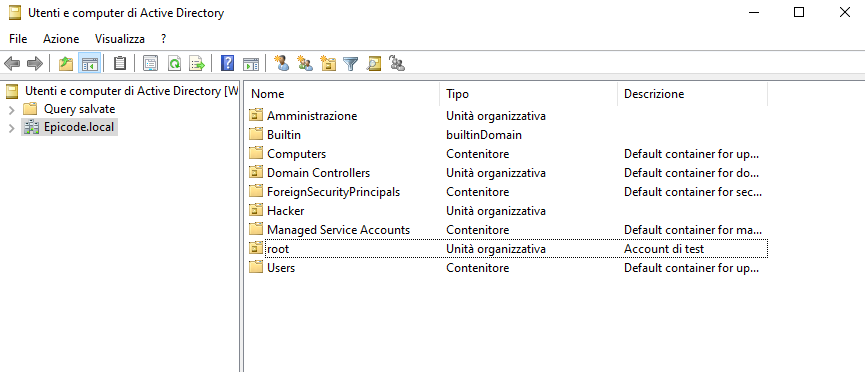 Utenti e computer di Active Directory
File Azione Visualizza ?
Utenti e computer di Active Directory [W
Query salvate
Epicode.local
Nome Tipo Descrizione
Amministrazione Unità organizzativa
Builtin builtinDomain
Computers Contenitore Default container for up...
Domain Controllers Unità organizzativa Default container for do...
ForeignSecurityPrincipals Contenitore Default container for sec...
Hacker Unità organizzativa
Managed Service Accounts Contenitore Default container for ma...
root Unità organizzativa Account di test
Users Contenitore Default container for up...